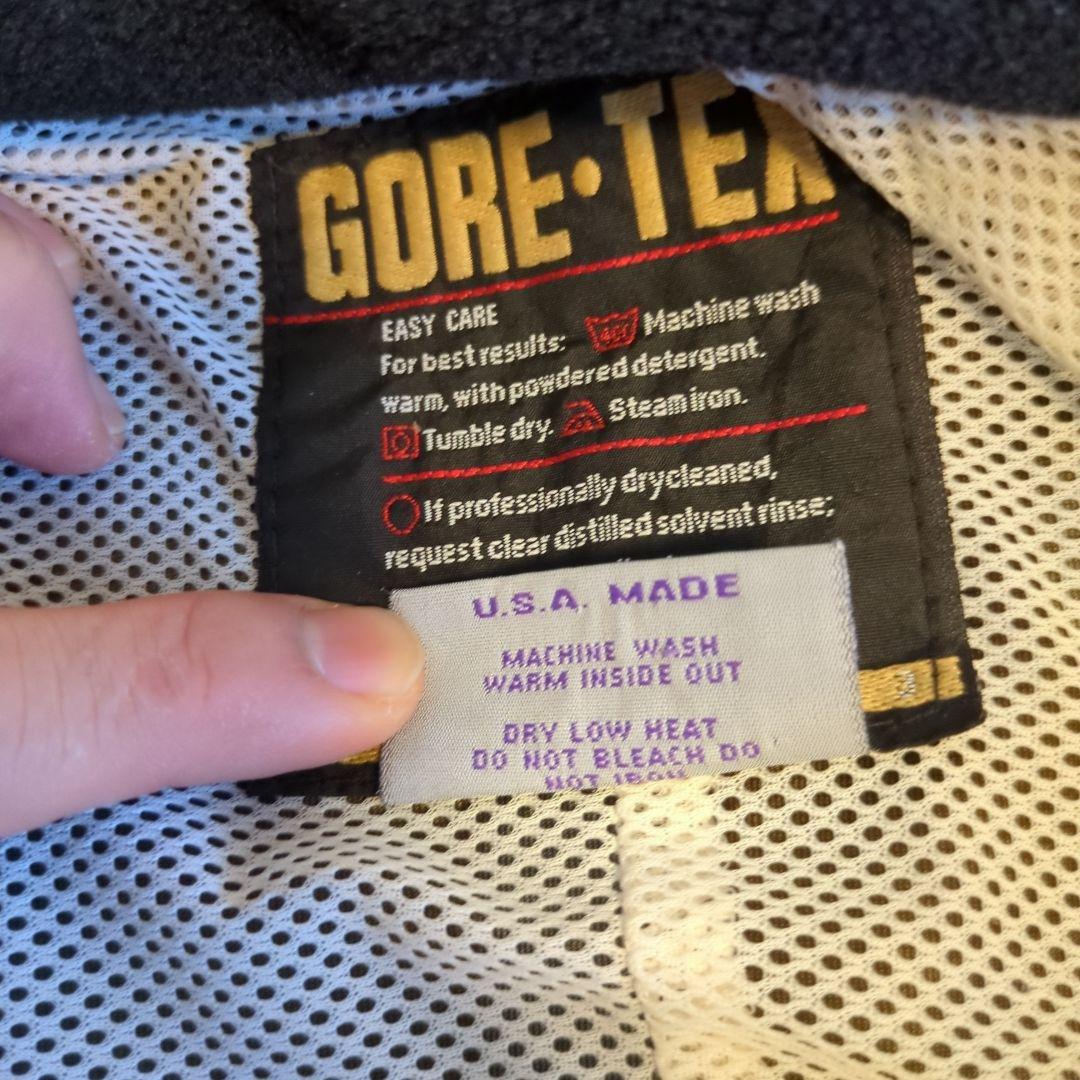 GORE·TEX
EASY CARE
For best results: Machine wash
warm, with powdered detergent.
Tumble dry. Steam iron.
If professionally drycleaned,
request clear distilled solvent rinse;
U.S.A. MADE
MACHINE WASH
WARM INSIDE OUT
DRY LOW HEAT
DO NOT BLEACH DO
NOT IRON